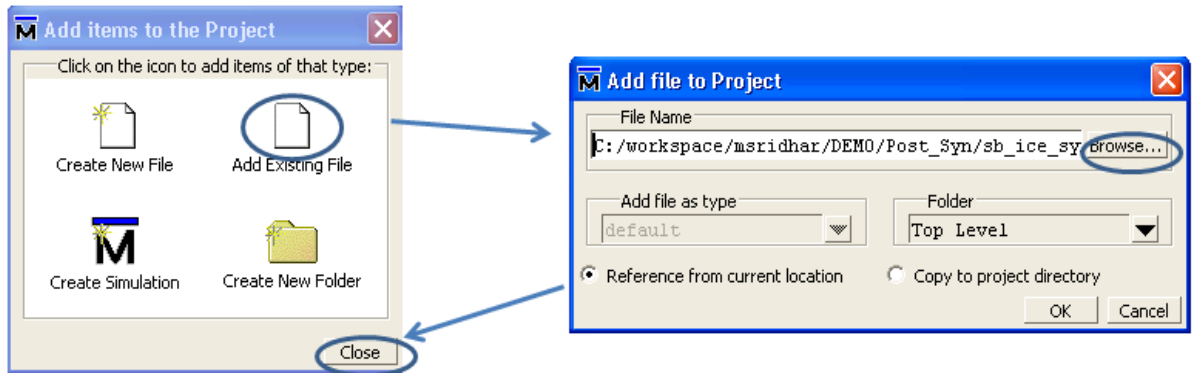 Add items to the Project
Click on the icon to add items of that type:
Create New File
Add Existing File
Create Simulation
Create New Folder
Close
Add file to Project
File Name
C:/workspace/msridhar/DEMO/Post_Syn/sb_ice_sy
Browse...
Add file as type
default
Folder
Top Level
Reference from current location
Copy to project directory
OK
Cancel